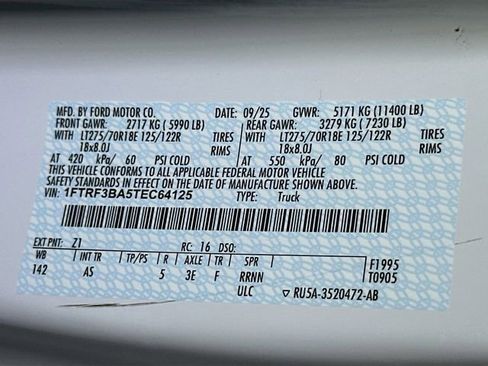 MFD. BY FORD MOTOR CO. DATE: 09/25 GVWR: 5171 KG (11400 LB)
FRONT GAWR: 2717 KG (5990 LB) REAR GAWR: 3279 KG (7230 LB)
WITH LT275/70R18E 125/122R TIRES WITH LT275/70R18E 125/122R TIRES
18x8.0J RIMS 18x8.0J RIMS
AT 420 kPa/ 60 PSI COLD AT 550 kPa/ 80 PSI COLD
THIS VEHICLE CONFORMS TO ALL APPLICABLE FEDERAL MOTOR VEHICLE
SAFETY STANDARDS IN EFFECT ON THE DATE OF MANUFACTURE SHOWN ABOVE.
VIN: 1FTRF3BA5TEC64125 TYPE: Truck
EXT PNT: Z1 RC: 16 DSO:
WB INT TR TP/PS R AXLE TR SPR F1995
142 AS 5 3E F RRNN T0905
ULC RU5A-3520472-AB